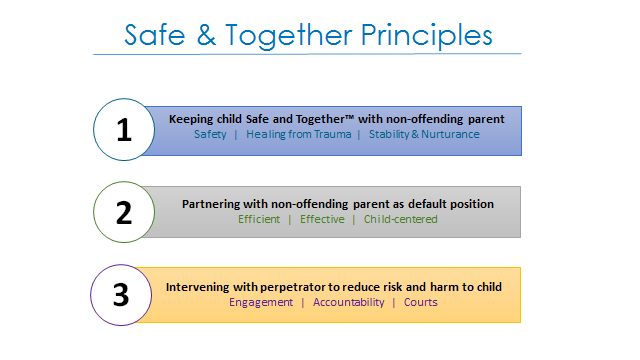 Safe & Together Principles
1
Keeping child Safe and Together™ with non-offending parent
Safety | Healing from Trauma | Stability & Nurturance
2
Partnering with non-offending parent as default position
Efficient | Effective | Child-centered
3
Intervening with perpetrator to reduce risk and harm to child
Engagement | Accountability | Courts